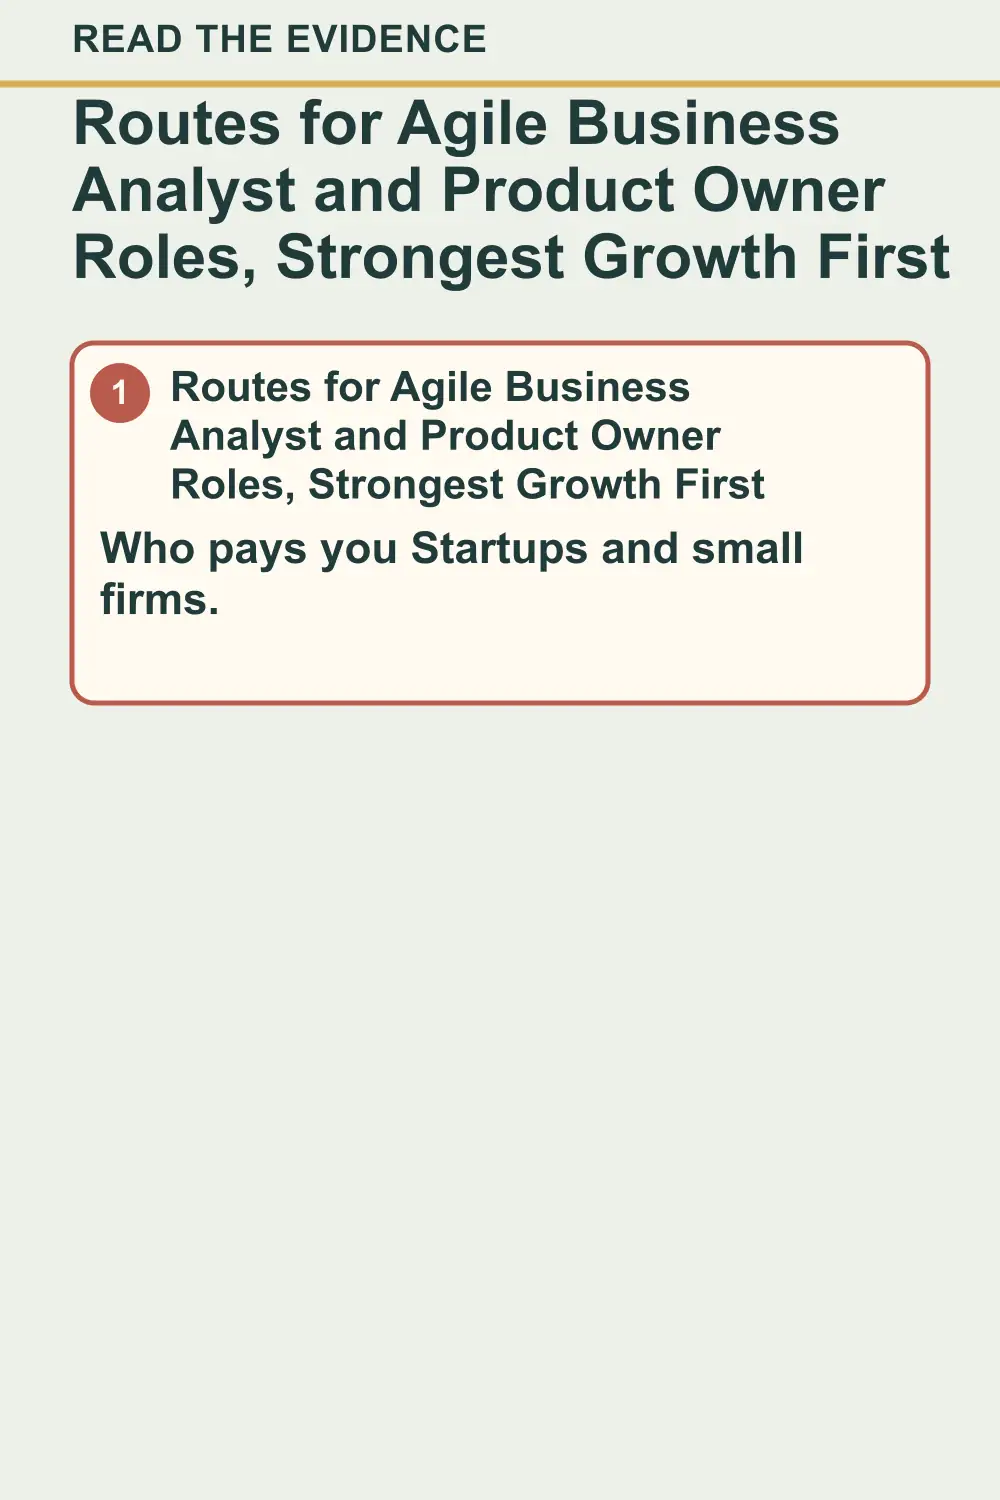 READ THE EVIDENCE
Routes for Agile Business
Analyst and Product Owner
Roles, Strongest Growth First
1
Routes for Agile Business
Analyst and Product Owner
Roles, Strongest Growth First
Who pays you Startups and small
firms.